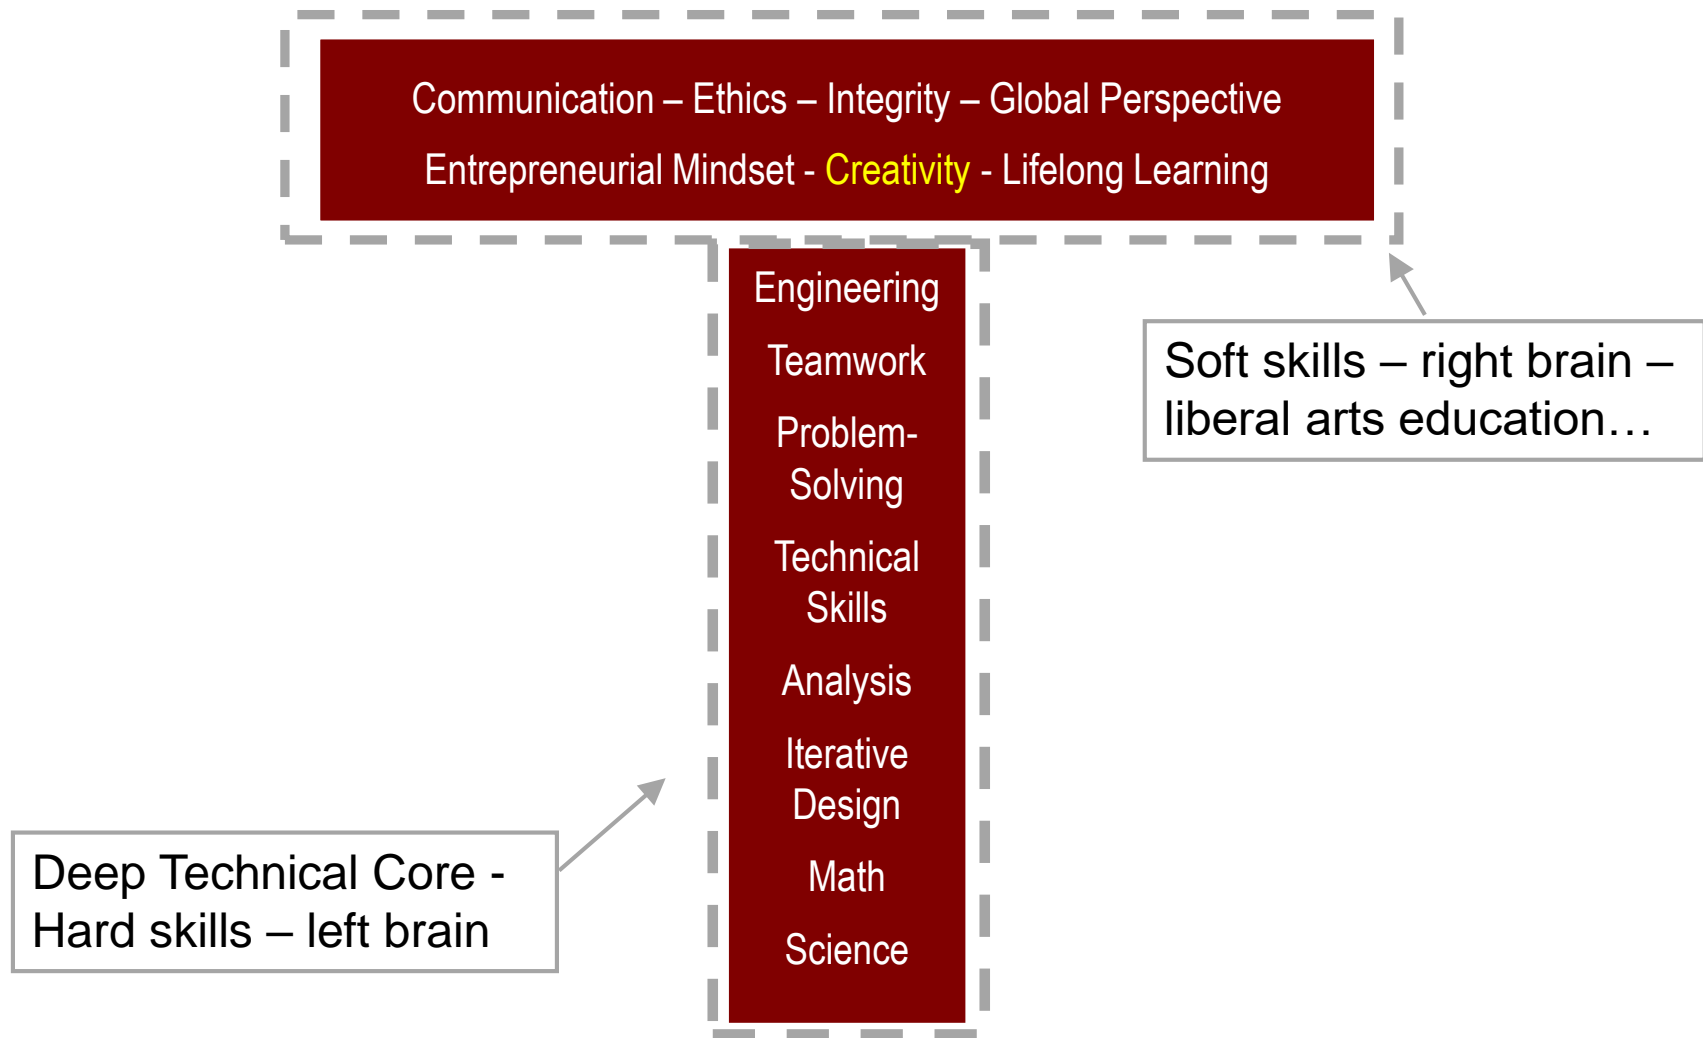 Communication – Ethics – Integrity – Global Perspective
Entrepreneurial Mindset - Creativity - Lifelong Learning
Engineering
Teamwork
Problem-
Solving
Technical
Skills
Analysis
Iterative
Design
Math
Science
Soft skills – right brain –
liberal arts education…
Deep Technical Core -
Hard skills – left brain